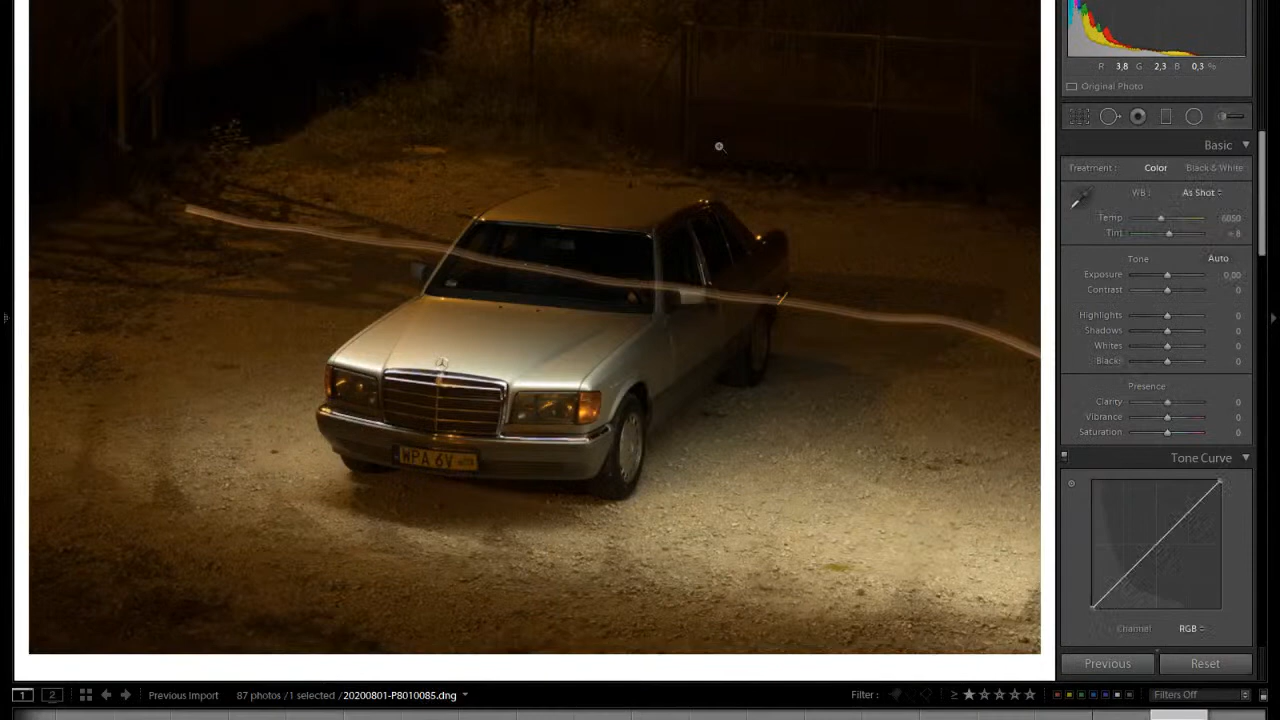 R 3,8 G 2,3 B 0,3 %
Original Photo
Basic
Treatment : Color Black & White
WB : As Shot
Temp 6050
Tint + 8
Tone Auto
Exposure 0,00
Contrast 0
Highlights 0
Shadows 0
Whites 0
Blacks 0
Presence
Clarity 0
Vibrance 0
Saturation 0
Tone Curve
WPA 6V
Channel : RGB
Previous Reset
1 2 Previous Import 87 photos / 1 selected / 20200801-P8010085.dng Filter : ≥ ★★★★★ Filters Off